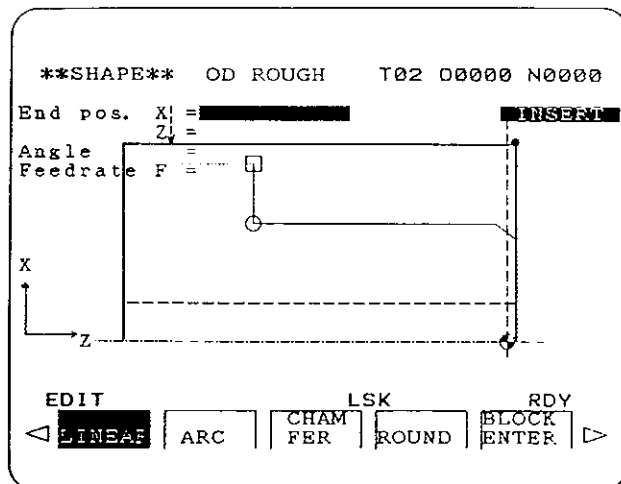 **SHAPE** OD ROUGH T02 O0000 N0000
End pos. X =
INSERT
Z =
Angle =
Feedrate F =
X
Z
EDIT LSK RDY
LINEAR ARC CHAM FER ROUND BLOCK ENTER